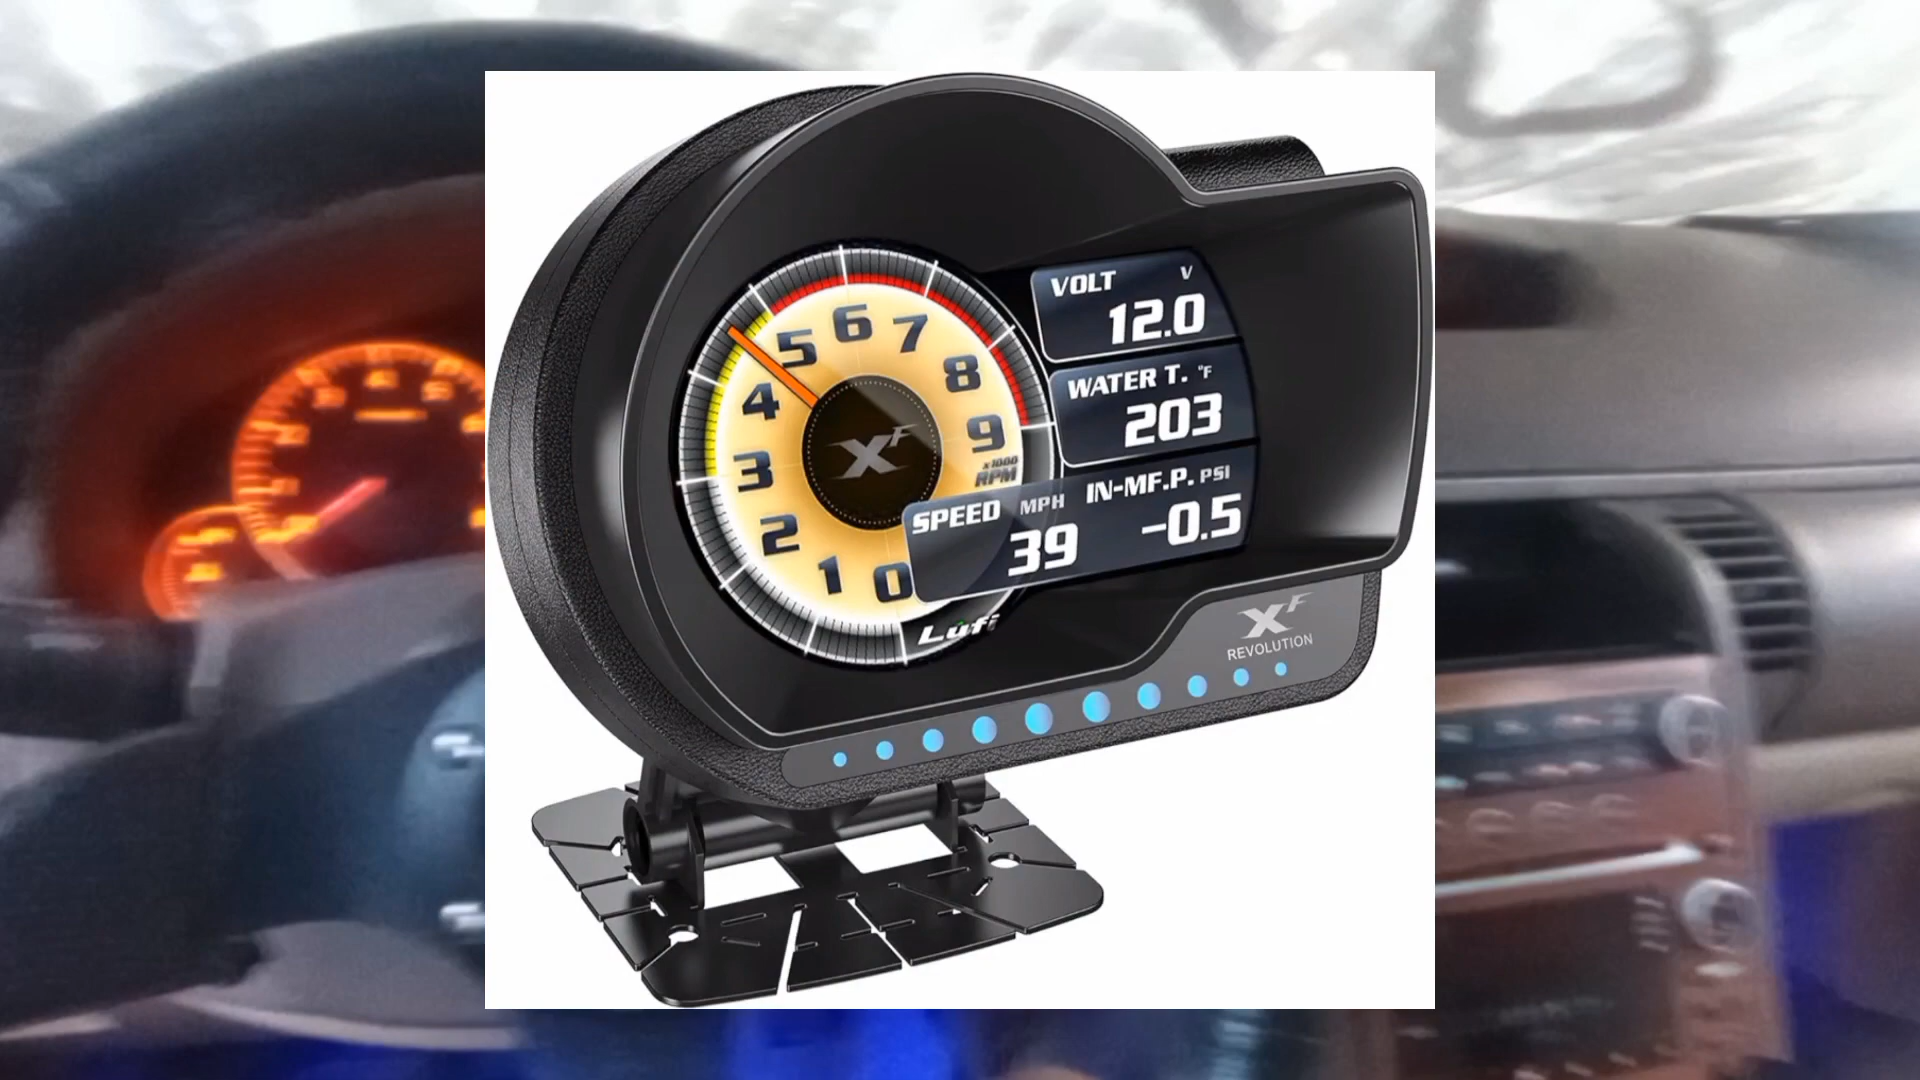 VOLT V
12.0
WATER T. °F
203
IN-MF.P. PSI
-0.5
SPEED MPH
39
0
1
2
3
4
5
6
7
8
9
x1000
RPM
XF
Lufi
XF
REVOLUTION